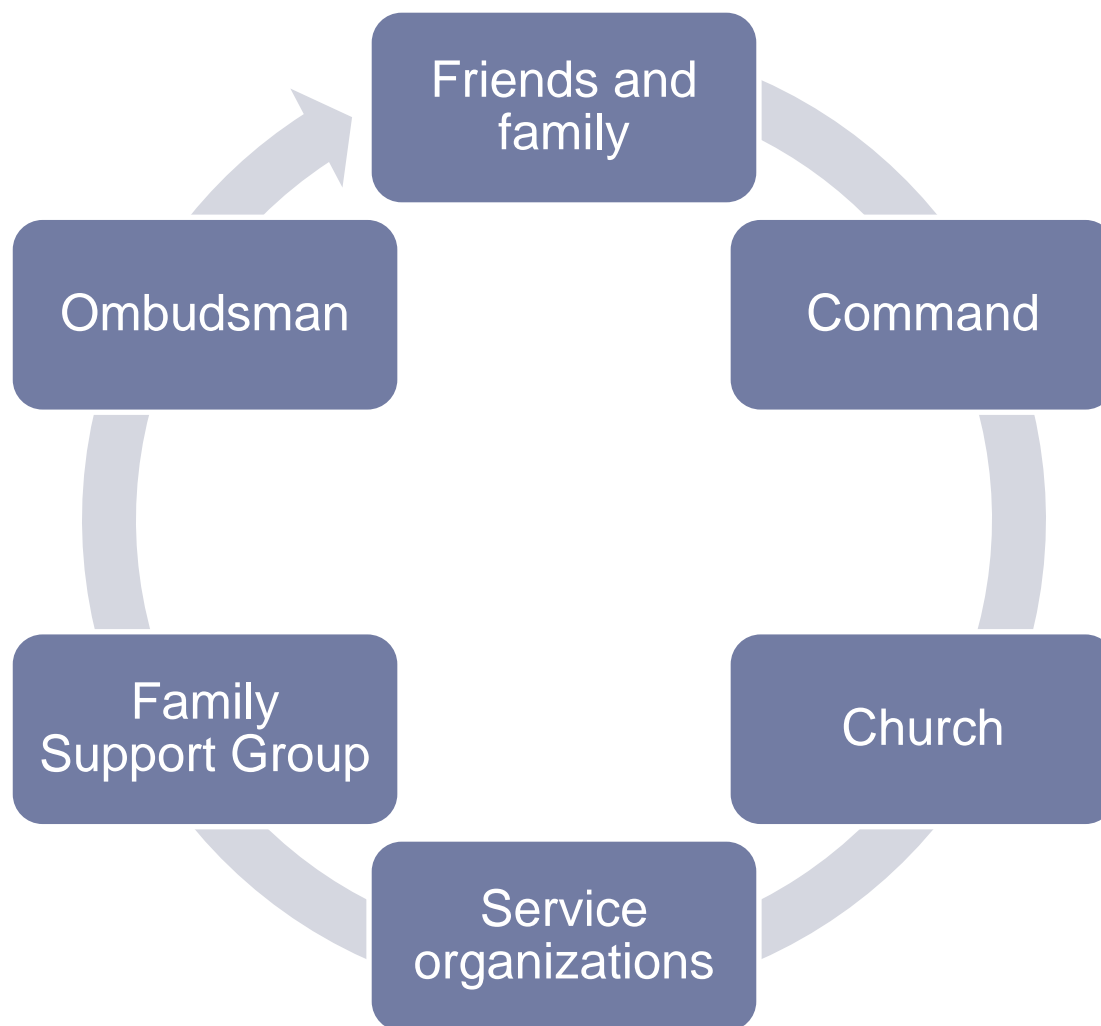 Friends and
family
Command
Church
Service
organizations
Family
Support Group
Ombudsman